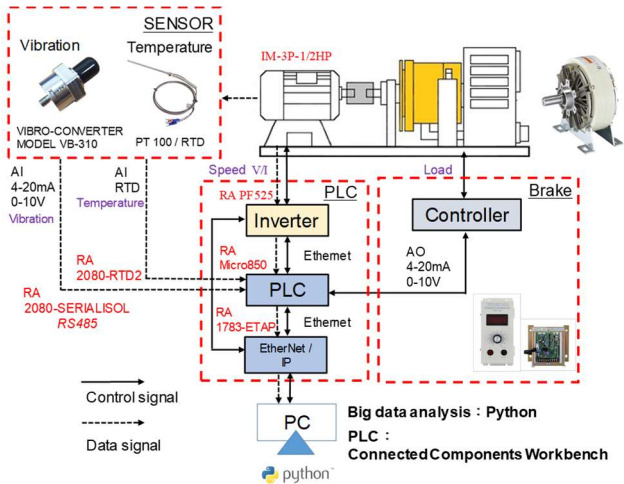 SENSOR
Vibration
Temperature
VIBRO-CONVERTER
MODEL VB-310
PT 100 / RTD
IM-3P-1/2HP
AI
4-20mA
0-10V
Vibration
AI
RTD
Temperature
Speed V/I
Load
RA PF525
PLC
Inverter
Brake
Controller
RA
Micro850
Ethernet
AO
4-20mA
0-10V
RA
2080-RTD2
PLC
RA
2080-SERIALISOL
RS485
RA
1783-ETAP
Ethernet
EtherNet /
IP
Control signal
Data signal
PC
Big data analysis：Python
PLC：
Connected Components Workbench
python™